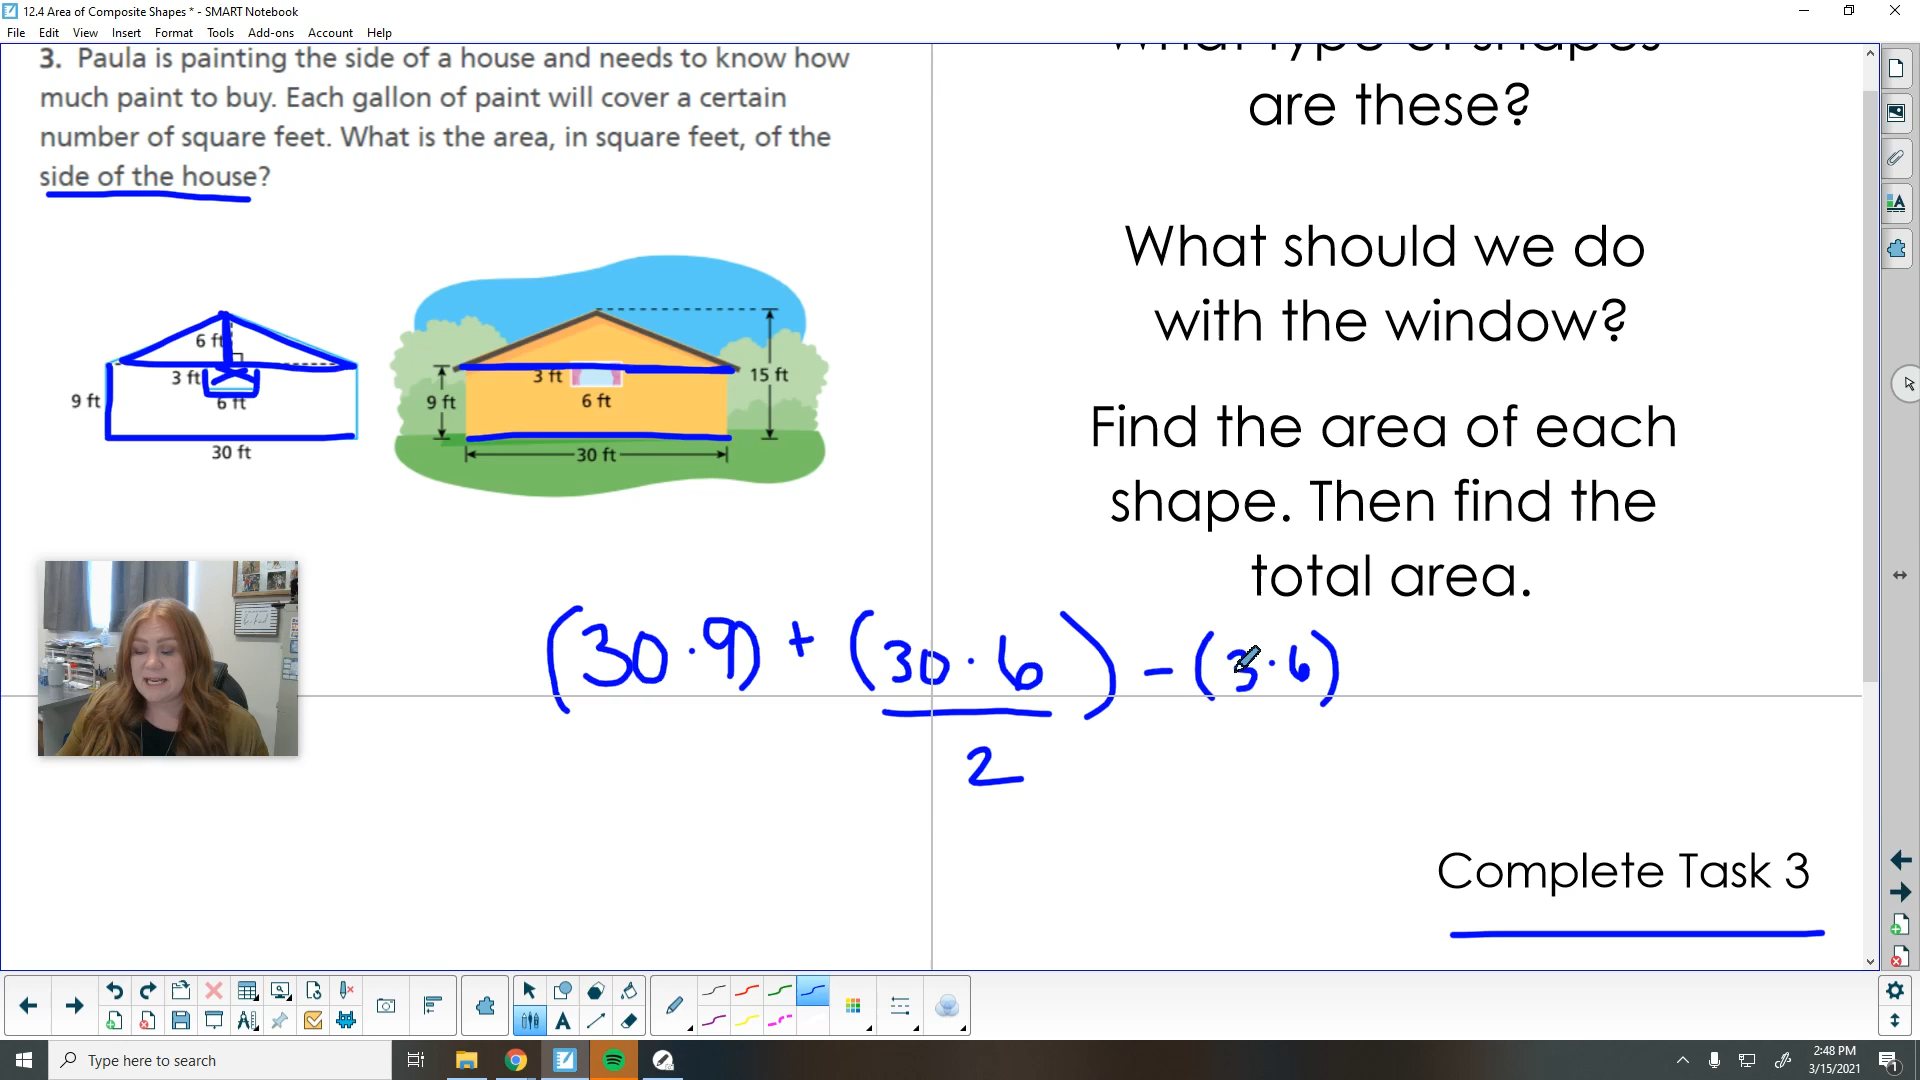 12.4 Area of Composite Shapes * - SMART Notebook
File Edit View Insert Format Tools Add-ons Account Help
3. Paula is painting the side of a house and needs to know how
much paint to buy. Each gallon of paint will cover a certain
number of square feet. What is the area, in square feet, of the
side of the house?
6 ft
3 ft
6 ft
9 ft
30 ft
3 ft
6 ft
9 ft
15 ft
30 ft
What type of shapes
are these?
What should we do
with the window?
Find the area of each
shape. Then find the
total area.
(30 · 9) + (30 · 6) - (3 · 6)
2
Complete Task 3
Type here to search
2:48 PM
3/15/2021